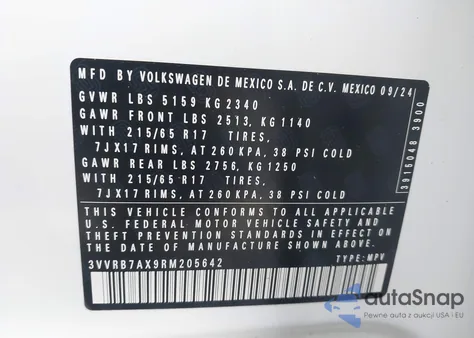 MFD BY VOLKSWAGEN DE MEXICO S.A. DE C.V. MEXICO 09/24
GVWR LBS 5159 KG 2340
GAWR FRONT LBS 2513, KG 1140
WITH 215/65 R17 TIRES,
7JX17 RIMS, AT 260 KPA, 38 PSI COLD
GAWR REAR LBS 2756, KG 1250
WITH 215/65 R17 TIRES,
7JX17 RIMS, AT 260 KPA, 38 PSI COLD
THIS VEHICLE CONFORMS TO ALL APPLICABLE
U.S. FEDERAL MOTOR VEHICLE SAFETY AND
THEFT PREVENTION STANDARDS IN EFFECT
ON THE DATE OF MANUFACTURE SHOWN ABOVE.
3VVRB7AX9RM205642 TYPE: MPV
3915048 3900
autaSnap
Pewne auta z aukcji USA i EU